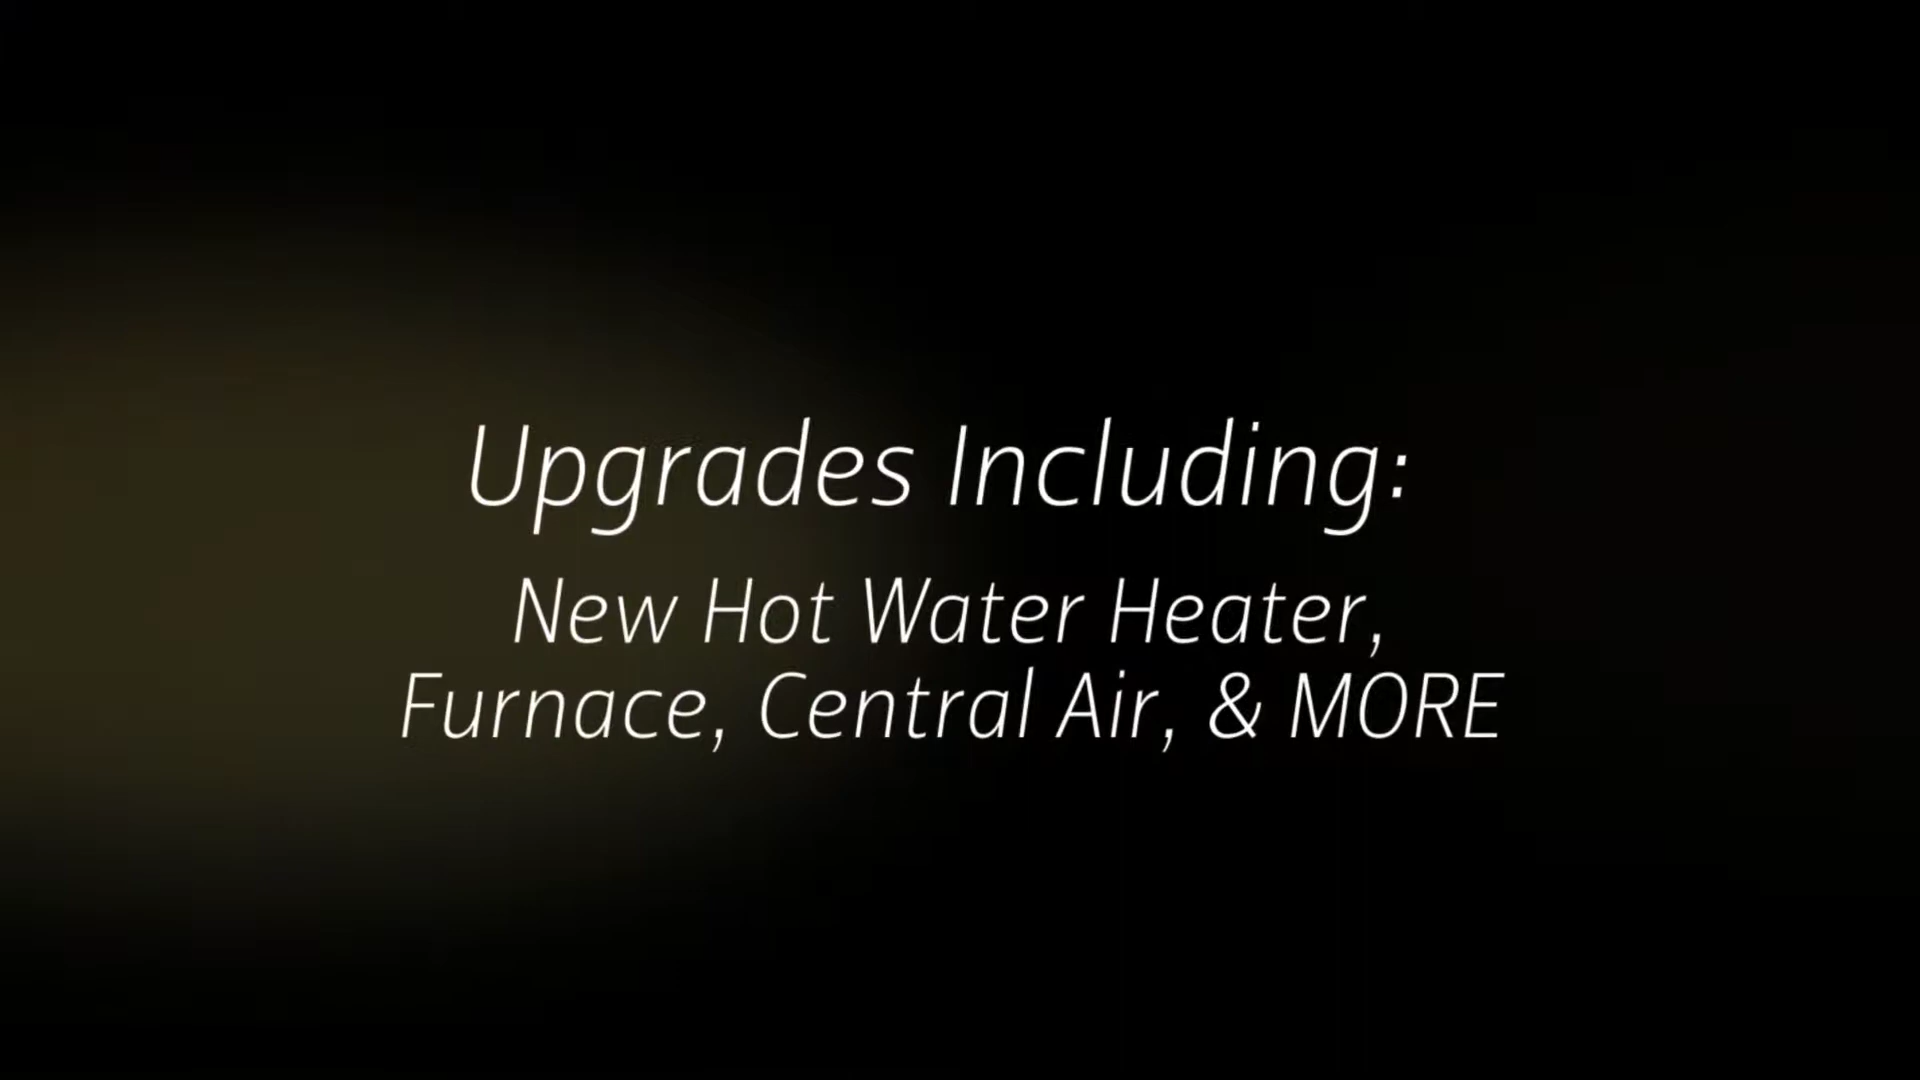 Upgrades Including:
New Hot Water Heater,
Furnace, Central Air, & MORE